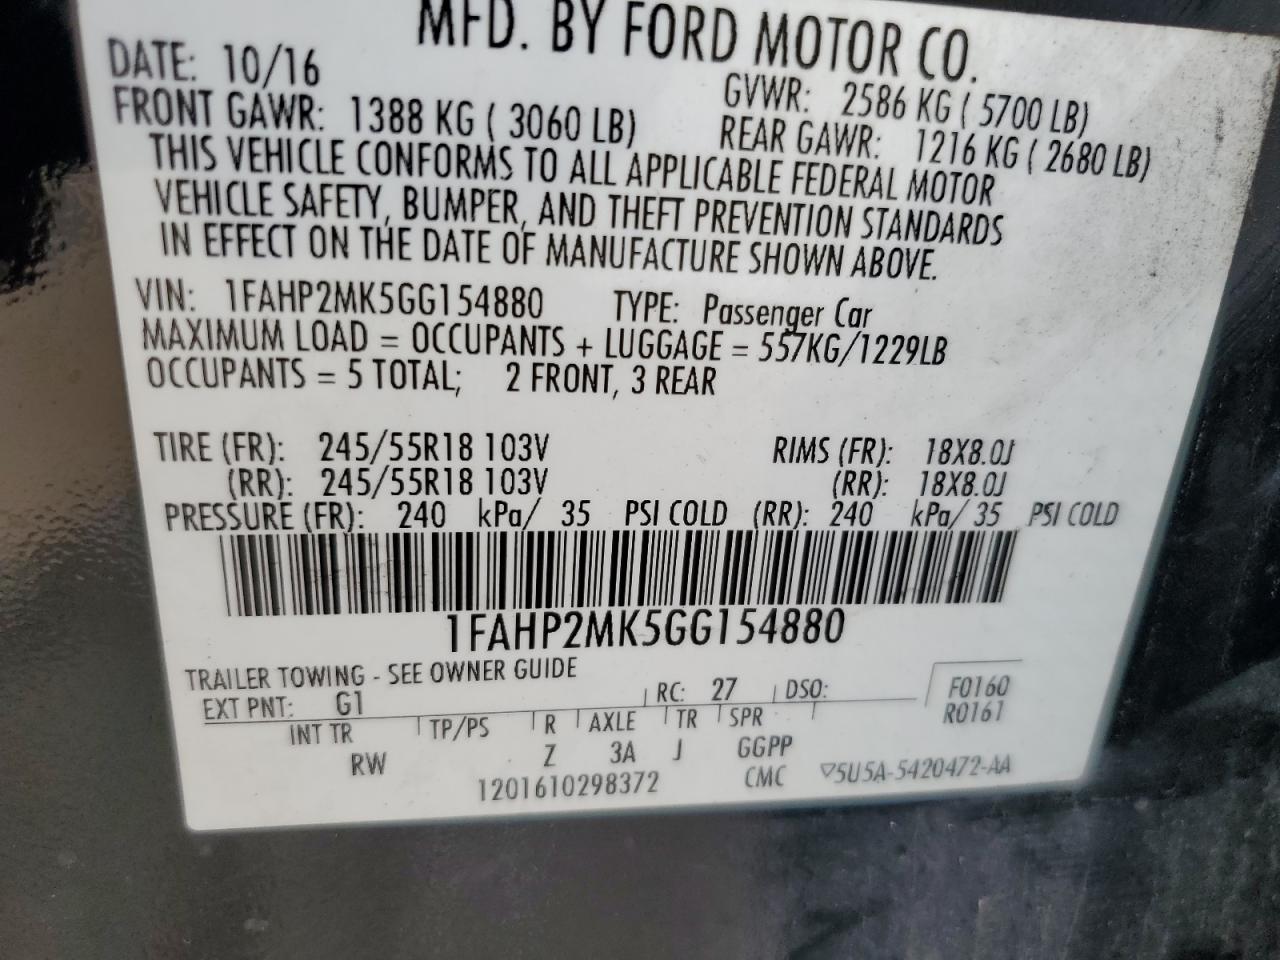 MFD. BY FORD MOTOR CO.
DATE: 10/16 GVWR: 2586 KG ( 5700 LB)
FRONT GAWR: 1388 KG ( 3060 LB) REAR GAWR: 1216 KG ( 2680 LB)
THIS VEHICLE CONFORMS TO ALL APPLICABLE FEDERAL MOTOR
VEHICLE SAFETY, BUMPER, AND THEFT PREVENTION STANDARDS
IN EFFECT ON THE DATE OF MANUFACTURE SHOWN ABOVE.
VIN: 1FAHP2MK5GG154880 TYPE: Passenger Car
MAXIMUM LOAD = OCCUPANTS + LUGGAGE = 557KG/1229LB
OCCUPANTS = 5 TOTAL; 2 FRONT, 3 REAR
TIRE (FR): 245/55R18 103V RIMS (FR): 18X8.0J
(RR): 245/55R18 103V (RR): 18X8.0J
PRESSURE (FR): 240 kPa/ 35 PSI COLD (RR): 240 kPa/ 35 PSI COLD
1FAHP2MK5GG154880
TRAILER TOWING - SEE OWNER GUIDE
EXT PNT: G1 RC: 27 DSO: F0160
R0161
INT TR TP/PS R AXLE TR SPR
RW Z 3A J GGPP
1201610298372 CMC ▽5U5A-5420472-AA